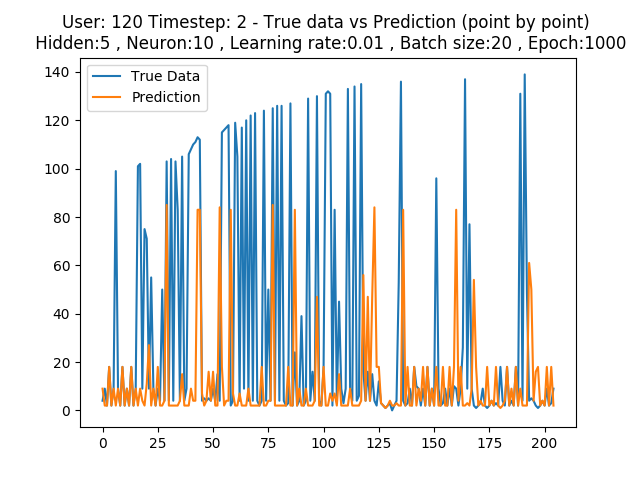 User: 120 Timestep: 2 - True data vs Prediction (point by point)
Hidden:5 , Neuron:10 , Learning rate:0.01 , Batch size:20 , Epoch:1000
True Data
Prediction
140
120
100
80
60
40
20
0
0 25 50 75 100 125 150 175 200